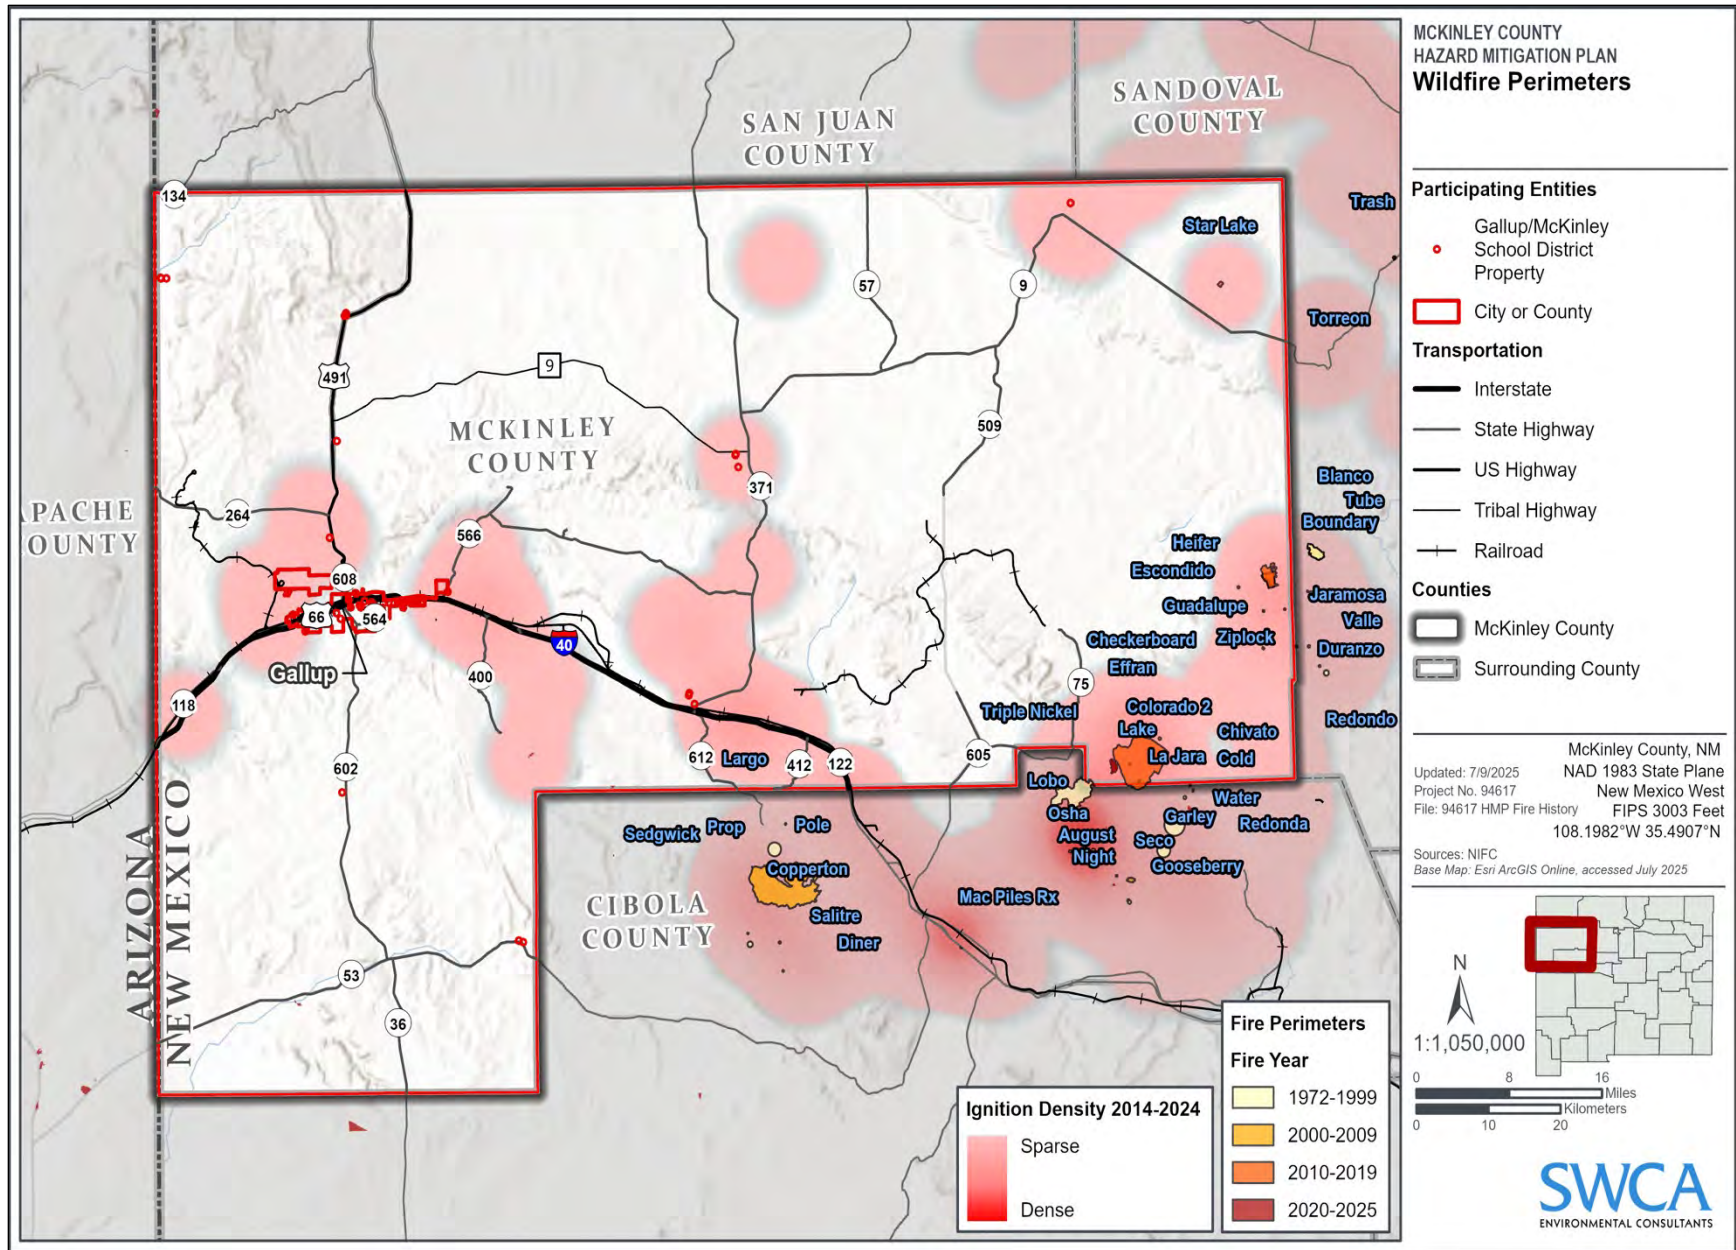 MCKINLEY COUNTY
HAZARD MITIGATION PLAN
Wildfire Perimeters
Participating Entities
Gallup/McKinley
School District
Property
City or County
Transportation
Interstate
State Highway
US Highway
Tribal Highway
Railroad
Counties
McKinley County
Surrounding County
McKinley County, NM
NAD 1983 State Plane
New Mexico West
FIPS 3003 Feet
108.1982°W 35.4907°N
Updated: 7/9/2025
Project No. 94617
File: 94617 HMP Fire History
Sources: NIFC
Base Map: Esri ArcGIS Online, accessed July 2025
N
1:1,050,000
0 8 16
Miles
Kilometers
0 10 20
SWCA
ENVIRONMENTAL CONSULTANTS
SANDOVAL
COUNTY
SAN JUAN
COUNTY
134
Trash
Star Lake
57
9
Torreon
491
9
509
MCKINLEY
COUNTY
371
Blanco
Tube
Boundary
APACHE
COUNTY
264
566
Heifer
Escondido
608
Jaramosa
Guadalupe
66
564
Valle
Checkerboard
Ziplock
40
Duranzo
Effran
Gallup
400
75
118
Triple Nickel
Colorado 2
Redondo
Lake
Chivato
602
Largo
612
412
122
605
La Jara
Cold
Lobo
Water
Osha
Garley
Redonda
Sedgwick
Prop
Pole
August
Night
Seco
Gooseberry
Copperton
Mac Piles Rx
CIBOLA
COUNTY
Salitre
Diner
53
36
ARIZONA
NEW MEXICO
Ignition Density 2014-2024
Sparse
Dense
Fire Perimeters
Fire Year
1972-1999
2000-2009
2010-2019
2020-2025